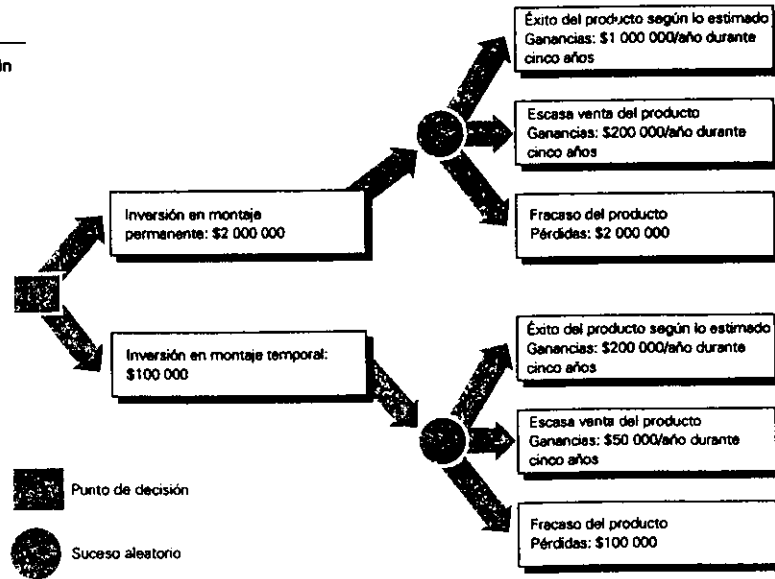 in
Éxito del producto según lo estimado
Ganancias: $1 000 000/año durante
cinco años
Escasa venta del producto
Ganancias: $200 000/año durante
cinco años
Inversión en montaje
permanente: $2 000 000
Fracaso del producto
Pérdidas: $2 000 000
Inversión en montaje temporal:
$100 000
Éxito del producto según lo estimado
Ganancias: $200 000/año durante
cinco años
Escasa venta del producto
Ganancias: $50 000/año durante
cinco años
Fracaso del producto
Pérdidas: $100 000
Punto de decisión
Suceso aleatorio